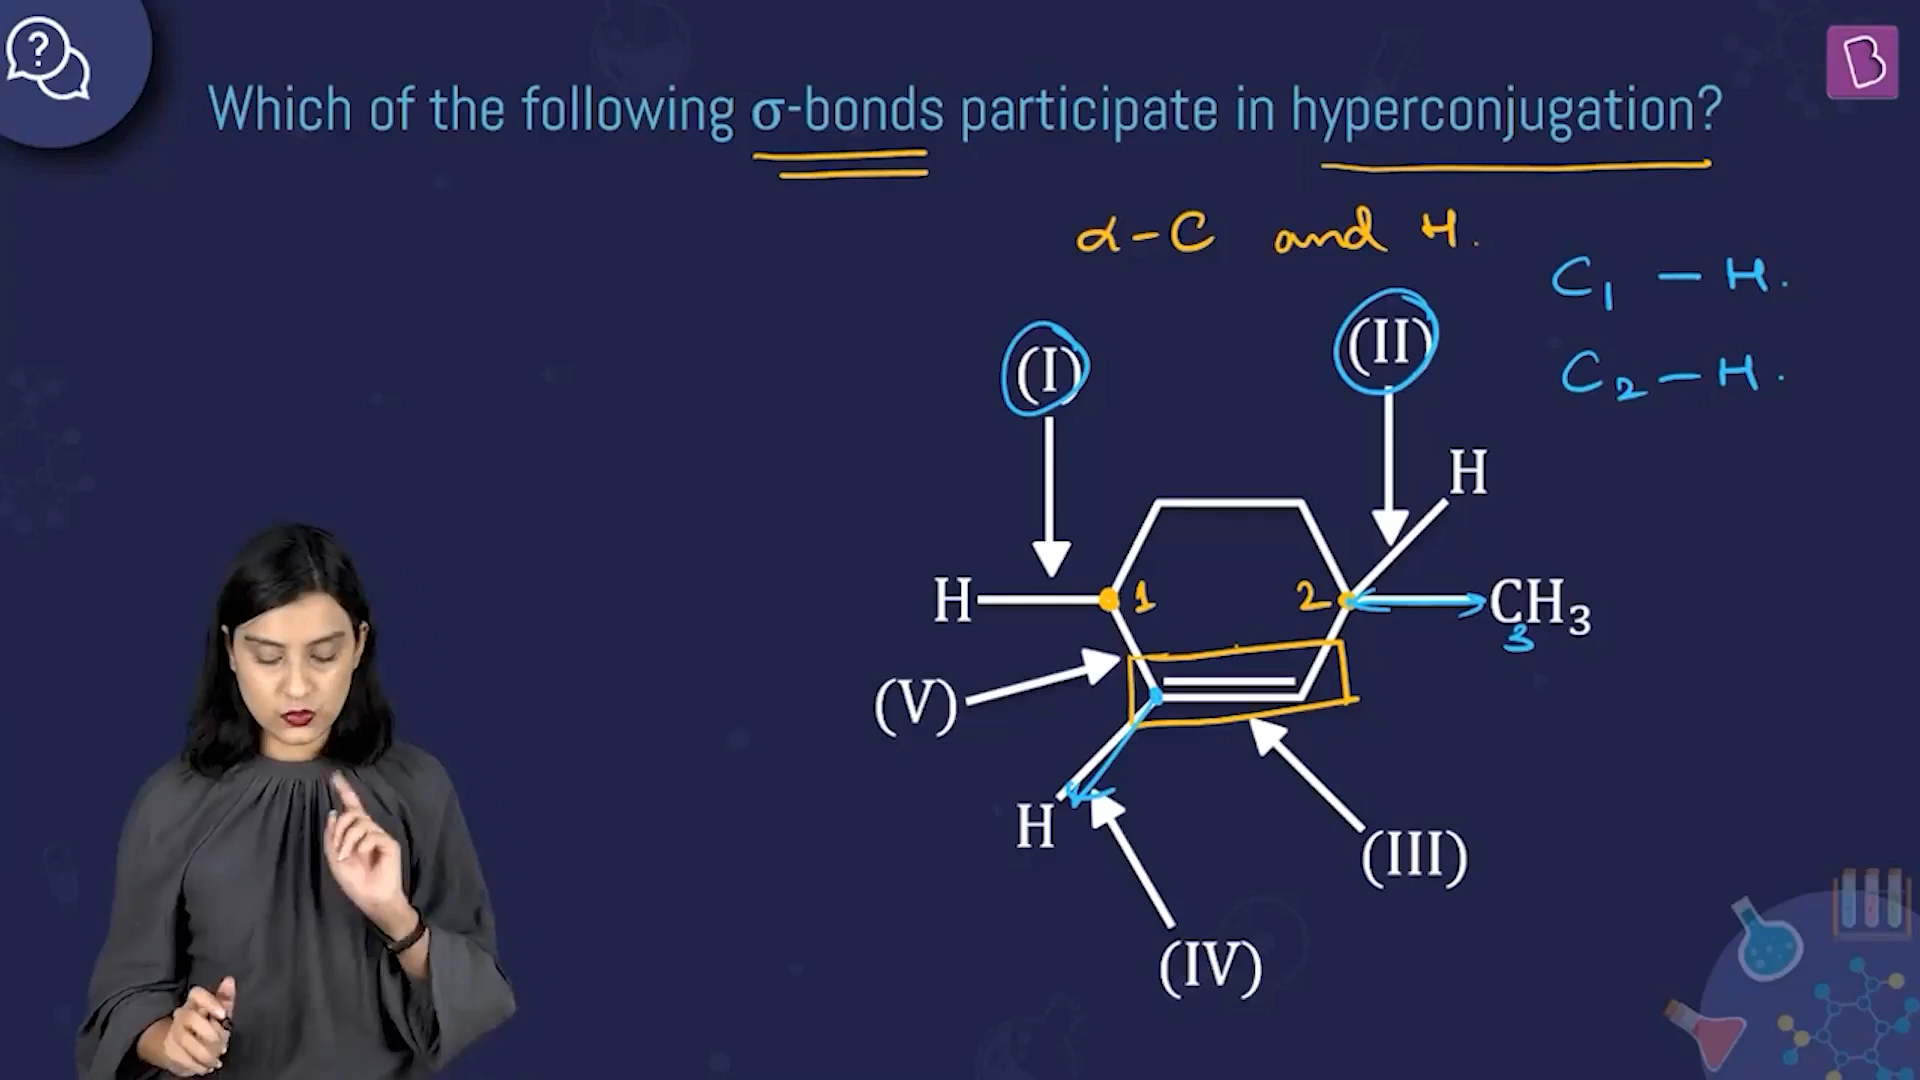 ?
B
Which of the following σ-bonds participate in hyperconjugation?
α-C and H.
C1 - H.
C2 - H.
(I)
(II)
H
H
1
2
CH3
3
(V)
H
(III)
(IV)